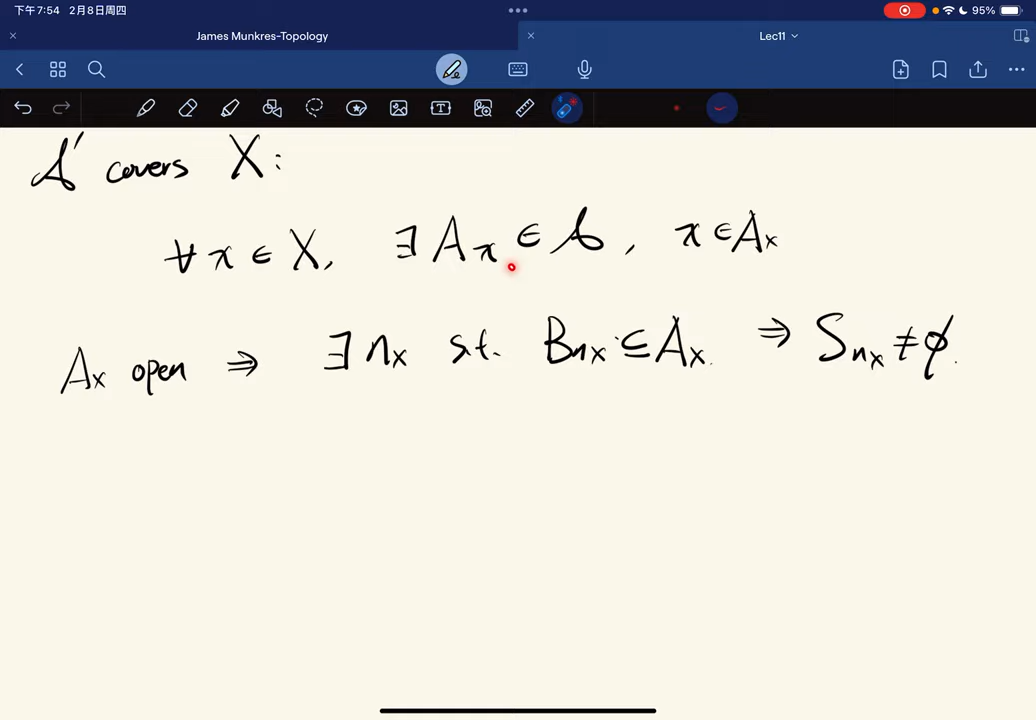 下午7:54 2月8日周四
95%
James Munkres-Topology
Lec11
𝒜' covers X:
∀ x ∈ X, ∃ Aₓ ∈ 𝒜, x ∈ Aₓ
Aₓ open ⇒ ∃ nₓ s.t. B_{nₓ} ⊆ Aₓ. ⇒ S_{nₓ} ≠ ϕ.